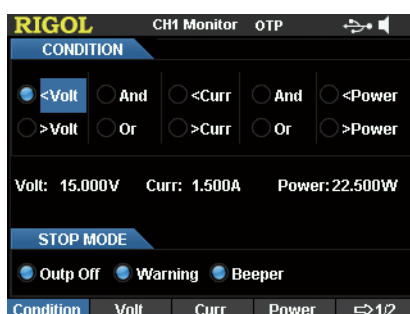 RIGOL CH1 Monitor OTP
CONDITION
<Volt And <Curr And <Power
>Volt Or >Curr Or >Power
Volt: 15.000V Curr: 1.500A Power: 22.500W
STOP MODE
Outp Off Warning Beeper
Condition Volt Curr Power ⇨1/2